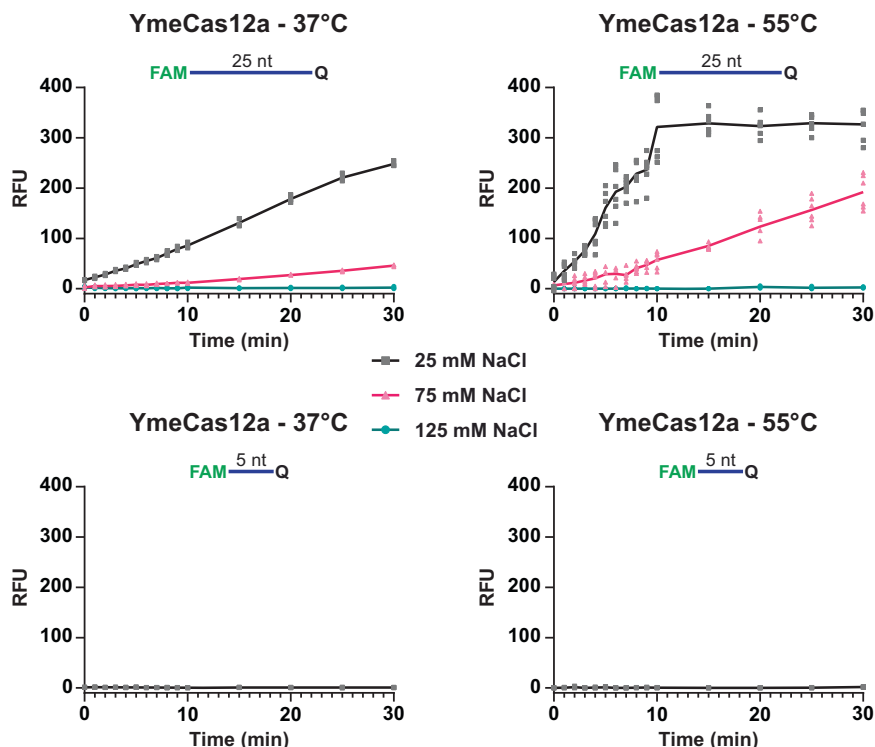 YmeCas12a - 37°C
25 nt
FAM Q
400
300
200
100
0
RFU
0 10 20 30
Time (min)
YmeCas12a - 55°C
25 nt
FAM Q
400
300
200
100
0
RFU
0 10 20 30
Time (min)
25 mM NaCl
75 mM NaCl
125 mM NaCl
YmeCas12a - 37°C
5 nt
FAM Q
400
300
200
100
0
RFU
0 10 20 30
Time (min)
YmeCas12a - 55°C
5 nt
FAM Q
400
300
200
100
0
RFU
0 10 20 30
Time (min)